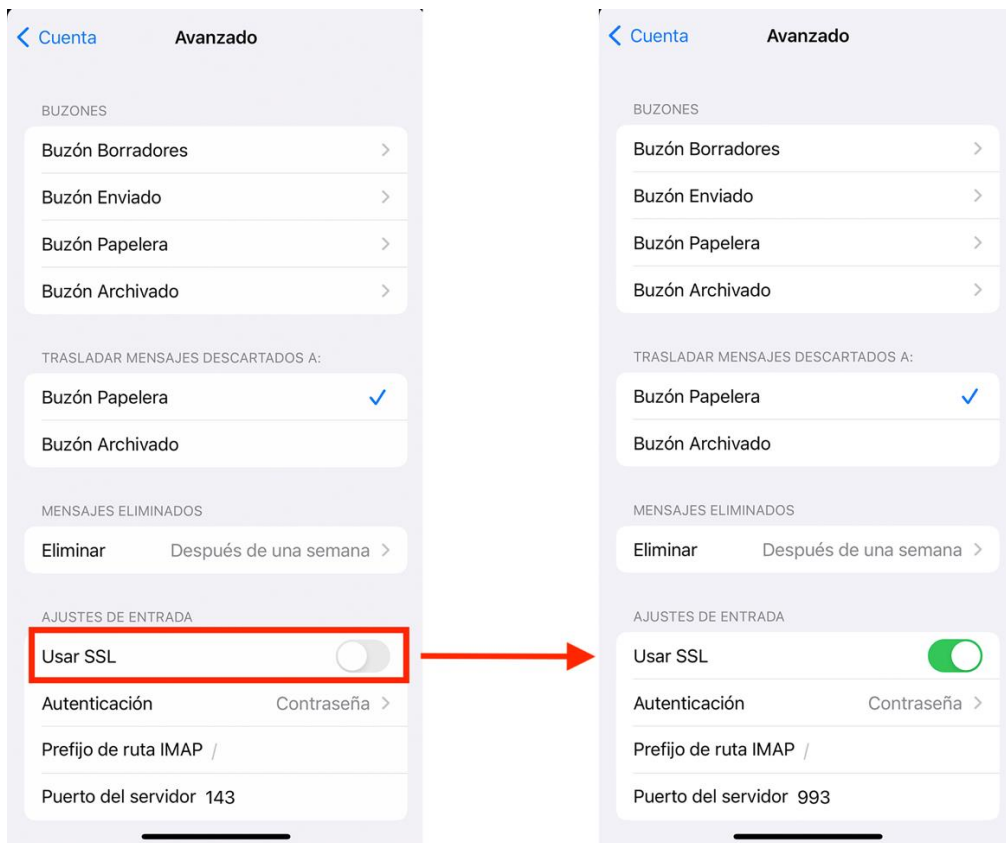 Cuenta
Avanzado
BUZONES
Buzón Borradores
Buzón Enviado
Buzón Papelera
Buzón Archivado
TRASLADAR MENSAJES DESCARTADOS A:
Buzón Papelera
Buzón Archivado
MENSAJES ELIMINADOS
Eliminar Después de una semana
AJUSTES DE ENTRADA
Usar SSL
Autenticación Contraseña
Prefijo de ruta IMAP /
Puerto del servidor 143
Cuenta
Avanzado
BUZONES
Buzón Borradores
Buzón Enviado
Buzón Papelera
Buzón Archivado
TRASLADAR MENSAJES DESCARTADOS A:
Buzón Papelera
Buzón Archivado
MENSAJES ELIMINADOS
Eliminar Después de una semana
AJUSTES DE ENTRADA
Usar SSL
Autenticación Contraseña
Prefijo de ruta IMAP /
Puerto del servidor 993